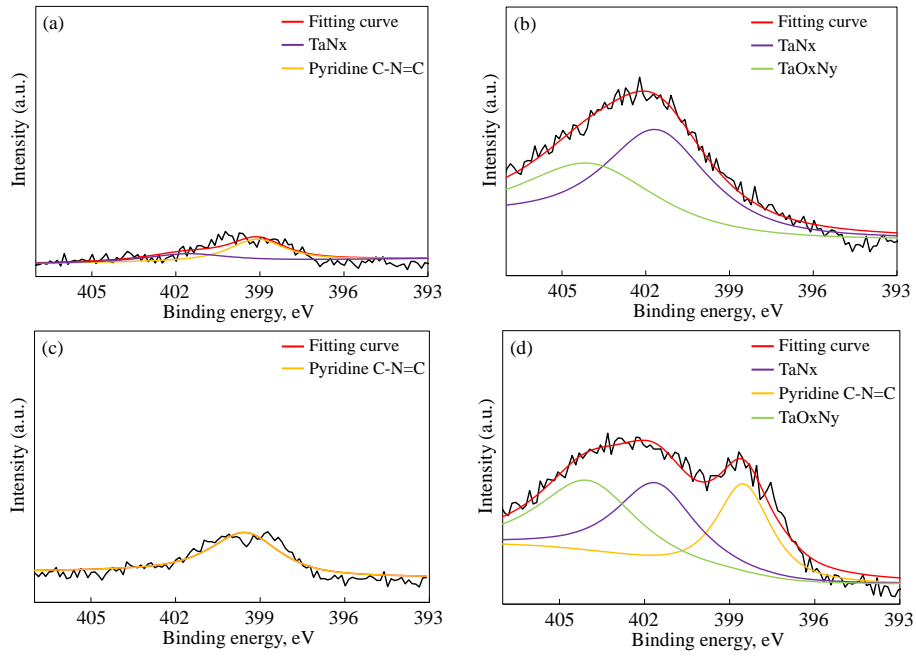 (a)
Fitting curve
TaNx
Pyridine C-N=C
Intensity (a.u.)
405 402 399 396 393
Binding energy, eV
(b)
Fitting curve
TaNx
TaOxNy
Intensity (a.u.)
405 402 399 396 393
Binding energy, eV
(c)
Fitting curve
Pyridine C-N=C
Intensity (a.u.)
405 402 399 396 393
Binding energy, eV
(d)
Fitting curve
TaNx
Pyridine C-N=C
TaOxNy
Intensity (a.u.)
405 402 399 396 393
Binding energy, eV